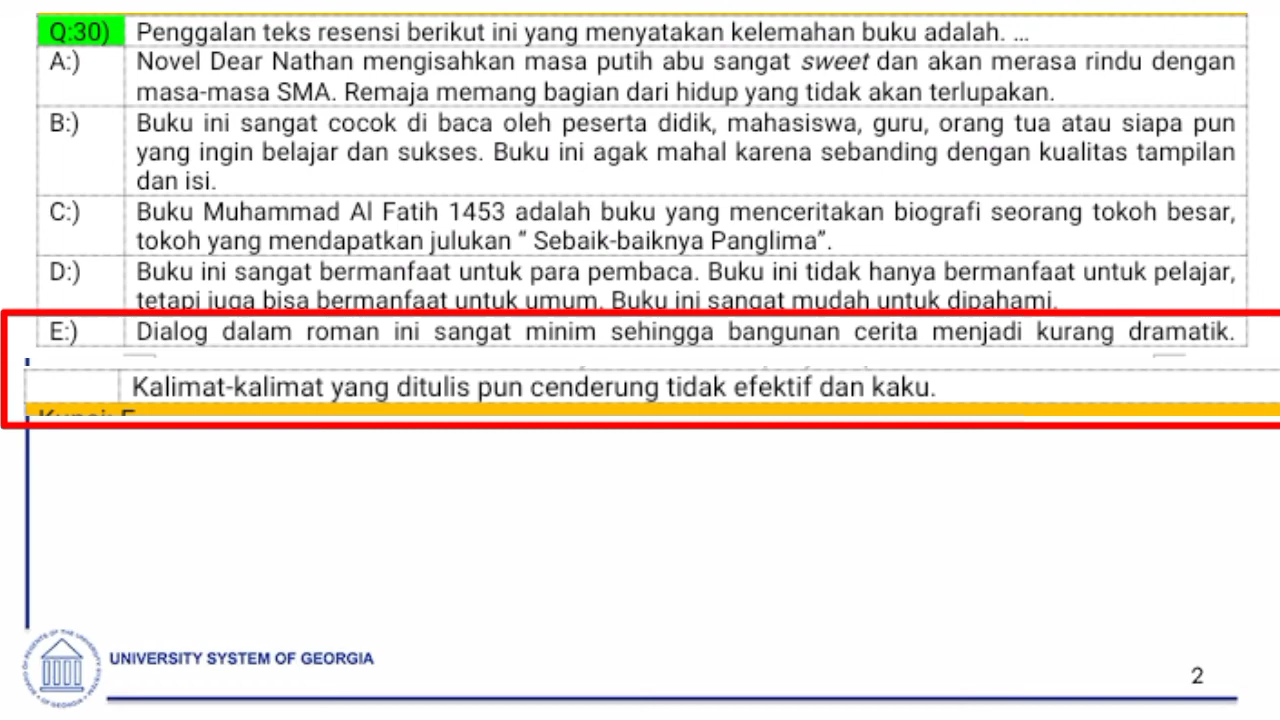 Q:30) Penggalan teks resensi berikut ini yang menyatakan kelemahan buku adalah. ...
A:) Novel Dear Nathan mengisahkan masa putih abu sangat sweet dan akan merasa rindu dengan
masa-masa SMA. Remaja memang bagian dari hidup yang tidak akan terlupakan.
B:) Buku ini sangat cocok di baca oleh peserta didik, mahasiswa, guru, orang tua atau siapa pun
yang ingin belajar dan sukses. Buku ini agak mahal karena sebanding dengan kualitas tampilan
dan isi.
C:) Buku Muhammad Al Fatih 1453 adalah buku yang menceritakan biografi seorang tokoh besar,
tokoh yang mendapatkan julukan “ Sebaik-baiknya Panglima”.
D:) Buku ini sangat bermanfaat untuk para pembaca. Buku ini tidak hanya bermanfaat untuk pelajar,
tetapi juga bisa bermanfaat untuk umum. Buku ini sangat mudah untuk dipahami.
E:) Dialog dalam roman ini sangat minim sehingga bangunan cerita menjadi kurang dramatik.
Kalimat-kalimat yang ditulis pun cenderung tidak efektif dan kaku.
UNIVERSITY SYSTEM OF GEORGIA
2